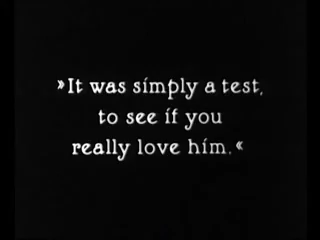 »It was simply a test,
to see if you
really love him.«